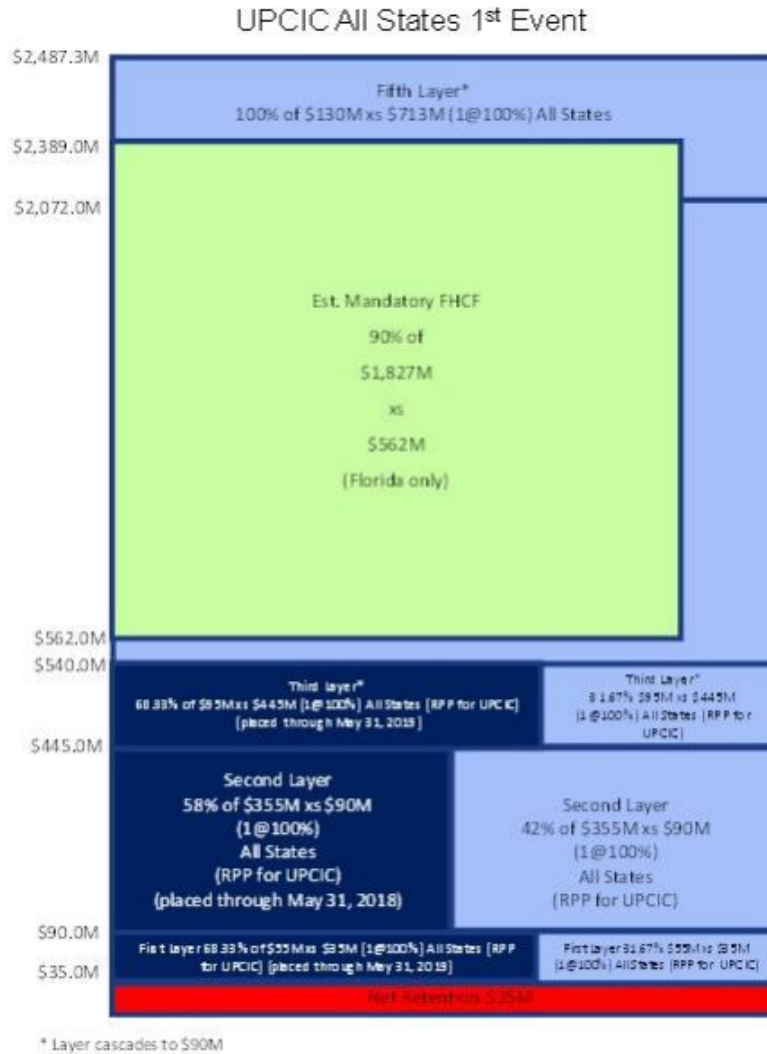 UPCIC All States 1st Event
$2,487.3M
Fifth Layer*
100% of $130M xs $713M (1@100%) All States
$2,389.0M
$2,072.0M
Est. Mandatory FHCF
90% of
$1,827M
xs
$562M
(Florida only)
$562.0M
$540.0M
Third Layer*
68.33% of $95M xs $445M (1@100%) All States (RPP for UPCIC)
(placed through May 31, 2019)
Third Layer*
31.67% $95M xs $445M
(1@100%) All States (RPP for
UPCIC)
$445.0M
Second Layer
58% of $355M xs $90M
(1@100%)
All States
(RPP for UPCIC)
(placed through May 31, 2018)
Second Layer
42% of $355M xs $90M
(1@100%)
All States
(RPP for UPCIC)
$90.0M
First Layer 68.33% of $55M xs $35M (1@100%) All States (RPP
for UPCIC) (placed through May 31, 2019)
First Layer 31.67% $55M xs $35M
(1@100%) All States (RPP for UPCIC)
$35.0M
Net Retention $35M
* Layer cascades to $90M